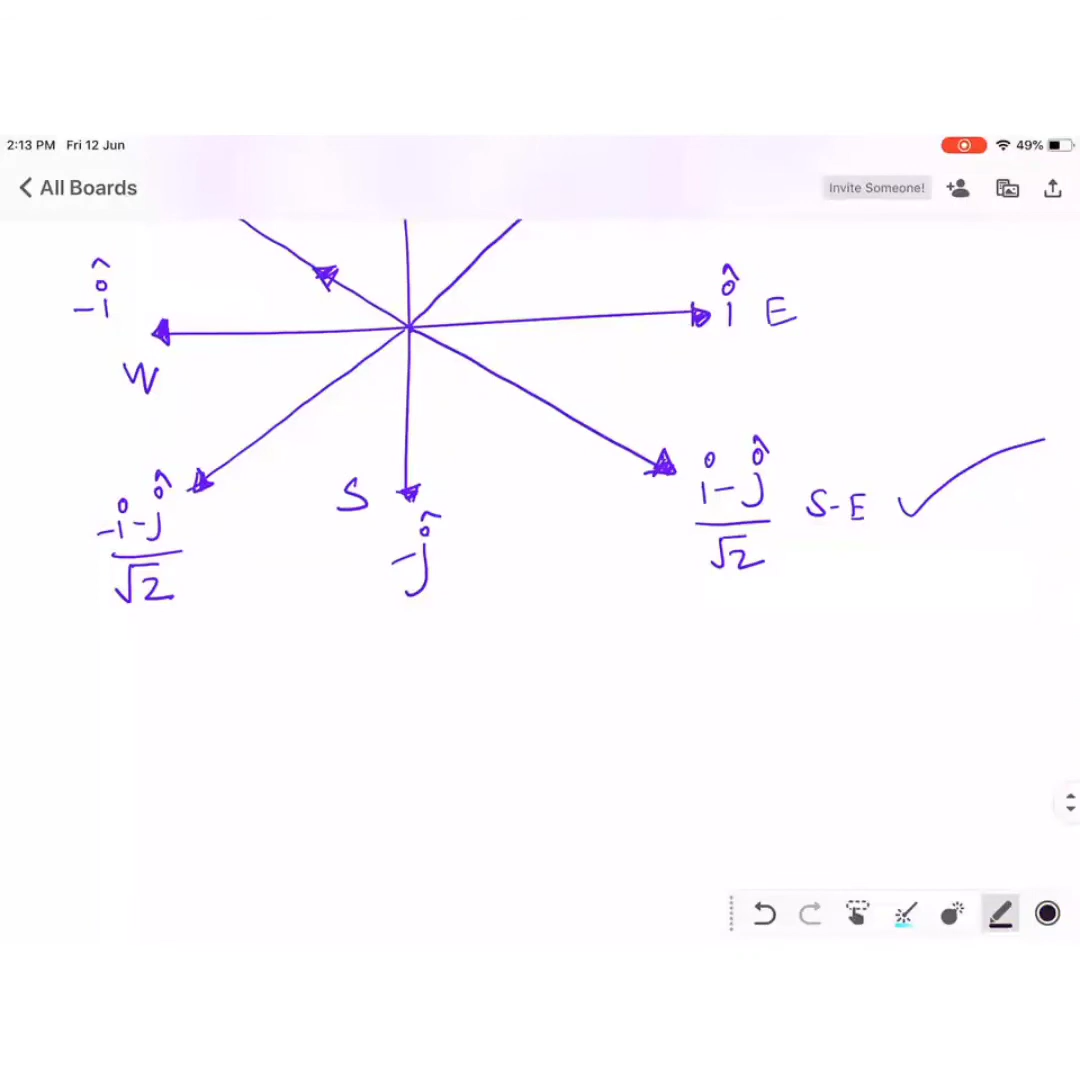 2:13 PM Fri 12 Jun
49%
All Boards
Invite Someone!
-î
î E
W
-î-ĵ
√2
S
-ĵ
î-ĵ
√2
S-E ✓